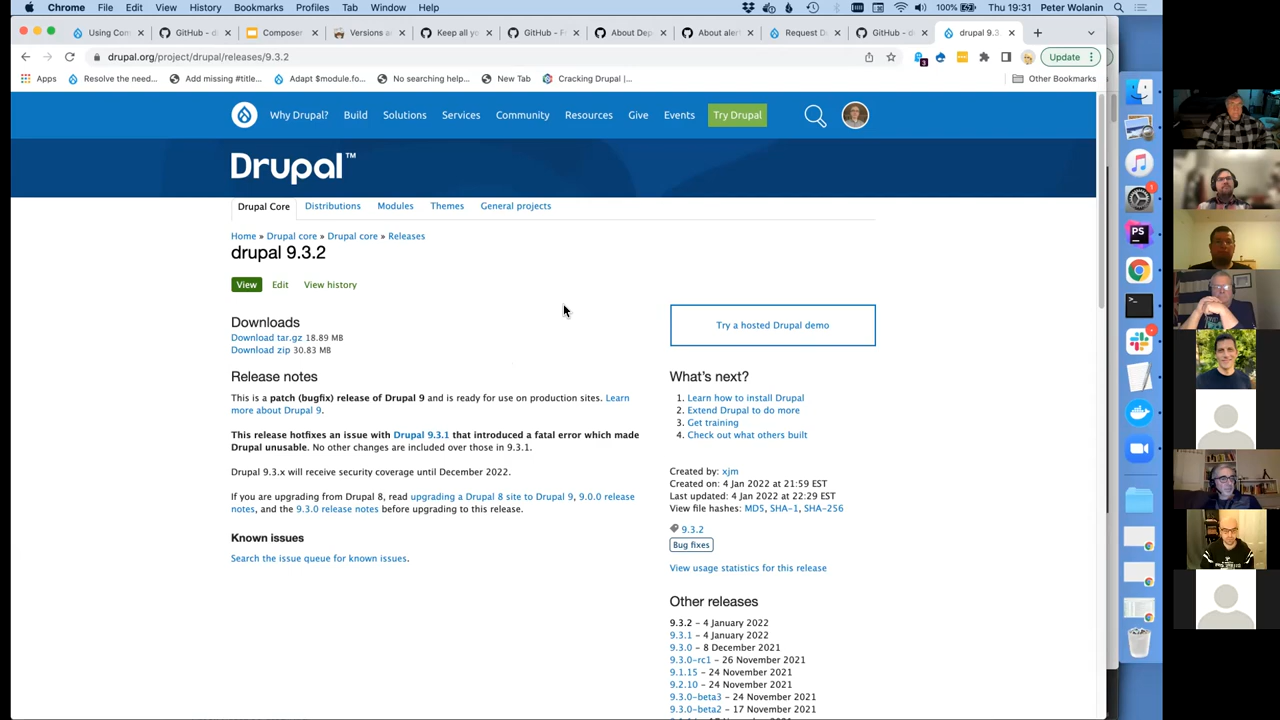 Chrome File Edit View History Bookmarks Profiles Tab Window Help 100% Thu 19:31 Peter Wolanin
Using Con
GitHub - d
Composer
Versions a
Keep all yo
GitHub - Fr
About Dep
About aler
Request D
GitHub - d
drupal 9.3.
drupal.org/project/drupal/releases/9.3.2
3
Update
Apps Resolve the need... Add missing #title... Adapt $module.fo... No searching help... New Tab Cracking Drupal |... Other Bookmarks
Why Drupal? Build Solutions Services Community Resources Give Events Try Drupal
Drupal™
Drupal Core Distributions Modules Themes General projects
Home » Drupal core » Drupal core » Releases
drupal 9.3.2
View Edit View history
Downloads
Download tar.gz 18.89 MB
Download zip 30.83 MB
Release notes
This is a patch (bugfix) release of Drupal 9 and is ready for use on production sites. Learn
more about Drupal 9.
This release hotfixes an issue with Drupal 9.3.1 that introduced a fatal error which made
Drupal unusable. No other changes are included over those in 9.3.1.
Drupal 9.3.x will receive security coverage until December 2022.
If you are upgrading from Drupal 8, read upgrading a Drupal 8 site to Drupal 9, 9.0.0 release
notes, and the 9.3.0 release notes before upgrading to this release.
Known issues
Search the issue queue for known issues.
Try a hosted Drupal demo
What's next?
1. Learn how to install Drupal
2. Extend Drupal to do more
3. Get training
4. Check out what others built
Created by: xjm
Created on: 4 Jan 2022 at 21:59 EST
Last updated: 4 Jan 2022 at 22:29 EST
View file hashes: MD5, SHA-1, SHA-256
9.3.2
Bug fixes
View usage statistics for this release
Other releases
9.3.2 – 4 January 2022
9.3.1 – 4 January 2022
9.3.0 – 8 December 2021
9.3.0-rc1 – 26 November 2021
9.1.15 – 24 November 2021
9.2.10 – 24 November 2021
9.3.0-beta3 – 24 November 2021
9.3.0-beta2 – 17 November 2021
1
PS